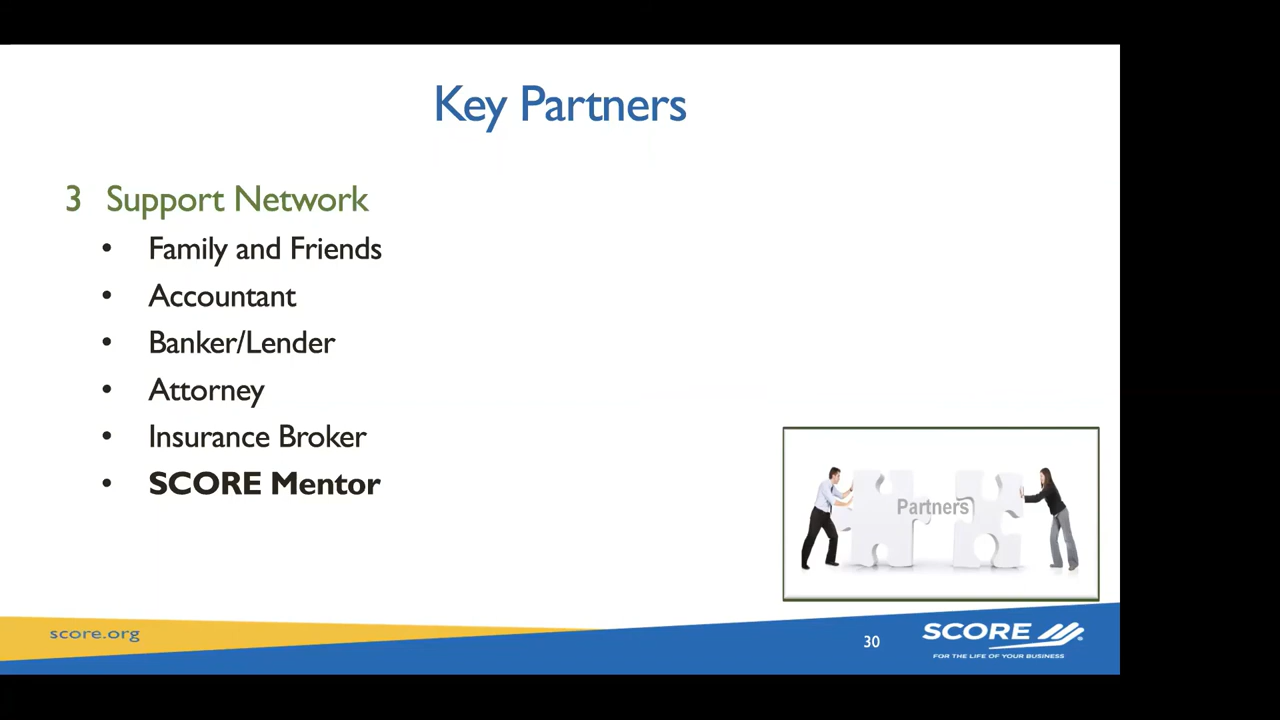 Key Partners
3 Support Network
• Family and Friends
• Accountant
• Banker/Lender
• Attorney
• Insurance Broker
• SCORE Mentor
Partners
score.org
30
SCORE ®
FOR THE LIFE OF YOUR BUSINESS